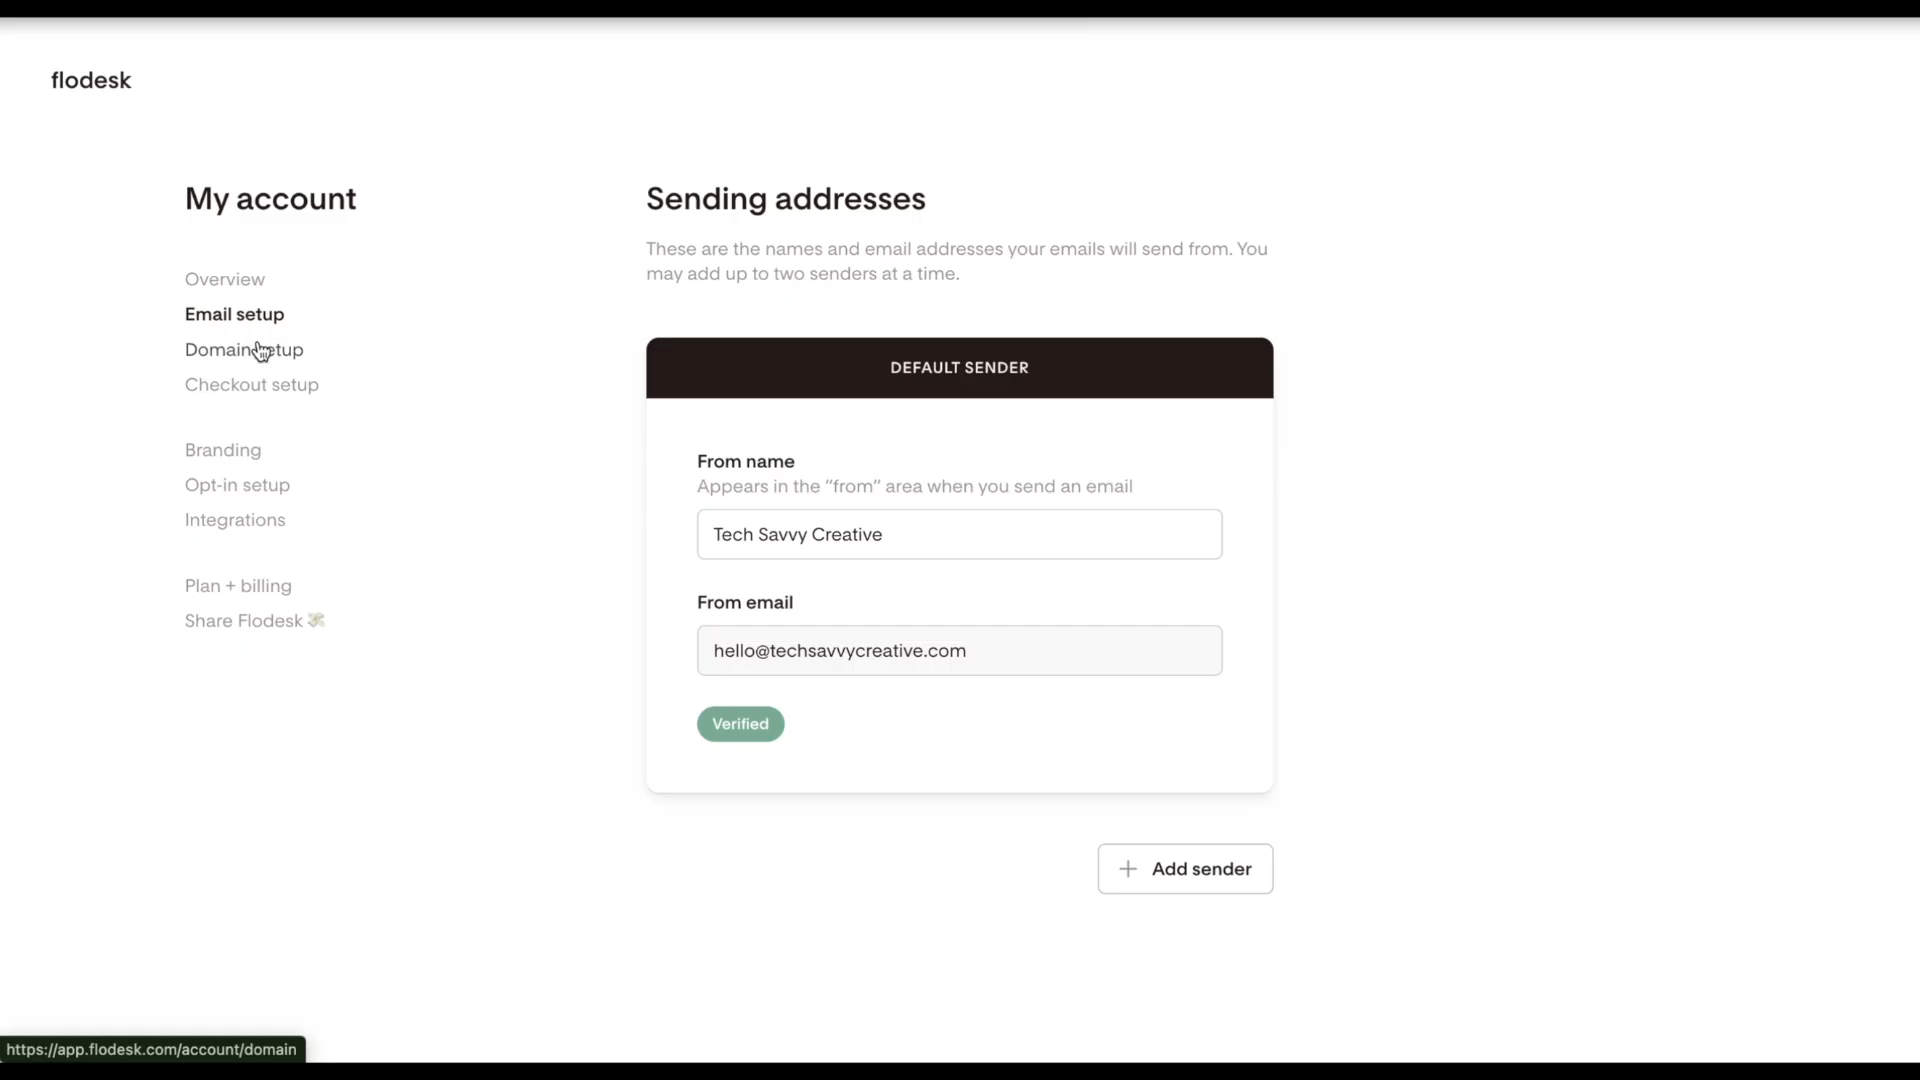 flodesk
My account
Overview
Email setup
Domain setup
Checkout setup
Branding
Opt-in setup
Integrations
Plan + billing
Share Flodesk
Sending addresses
These are the names and email addresses your emails will send from. You
may add up to two senders at a time.
DEFAULT SENDER
From name
Appears in the “from” area when you send an email
Tech Savvy Creative
From email
hello@techsavvycreative.com
Verified
+ Add sender
https://app.flodesk.com/account/domain